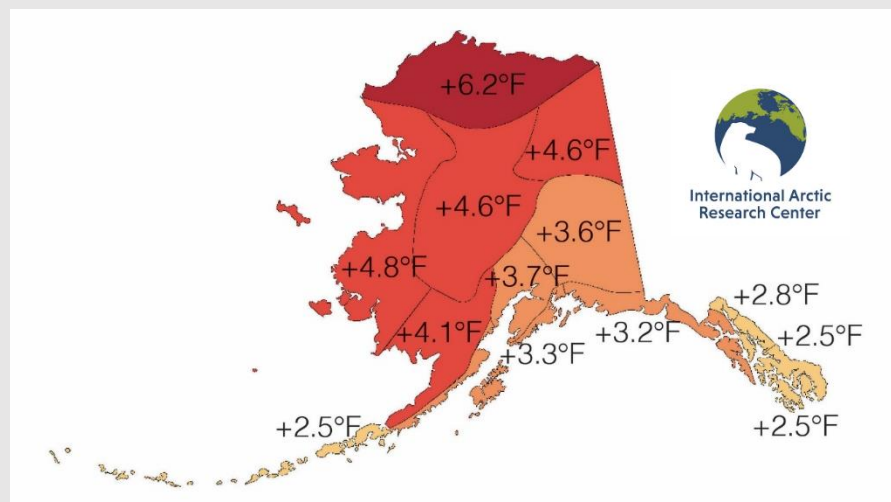 +6.2°F
+4.6°F
+4.6°F
+3.6°F
+4.8°F
+3.7°F
+4.1°F
+3.3°F
+3.2°F
+2.8°F
+2.5°F
+2.5°F
+2.5°F
International Arctic
Research Center